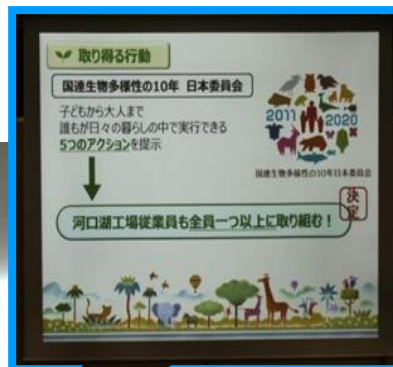 取り得る行動
国連生物多様性の10年 日本委員会
子どもから大人まで
誰もが日々の暮らしの中で実行できる
5つのアクションを提示
2011 2020
国連生物多様性の10年日本委員会
決定
河口湖工場従業員も全員一つ以上に取り組む！